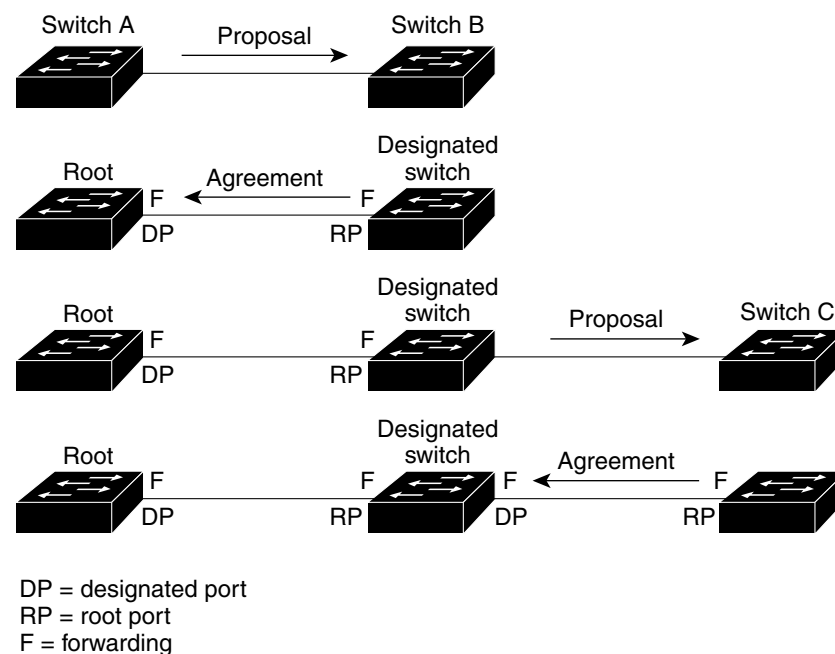 Switch A
Proposal
Switch B
Root
F
Agreement
F
Designated
switch
DP
RP
Root
F
F
Designated
switch
Proposal
Switch C
DP
RP
Root
F
F
Designated
switch
F
Agreement
F
DP
RP
DP
RP
DP = designated port
RP = root port
F = forwarding